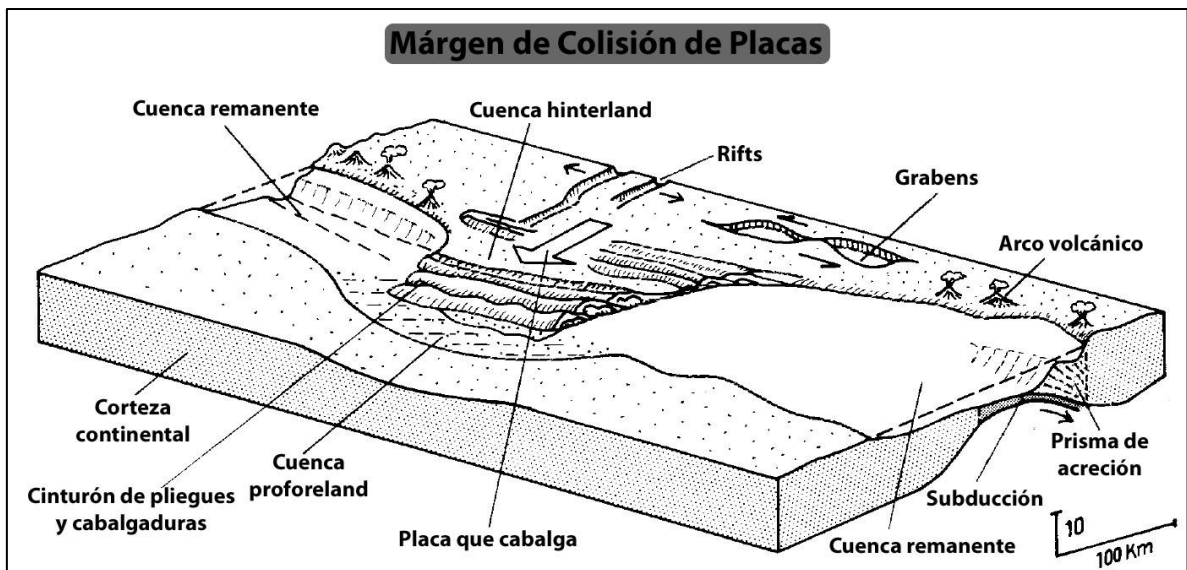 Márgen de Colisión de Placas
Cuenca remanente
Cuenca hinterland
Rifts
Grabens
Arco volcánico
Corteza
continental
Cuenca
proforeland
Cinturón de pliegues
y cabalgaduras
Placa que cabalga
Cuenca remanente
Subducción
Prisma de
acreción
10
100 Km